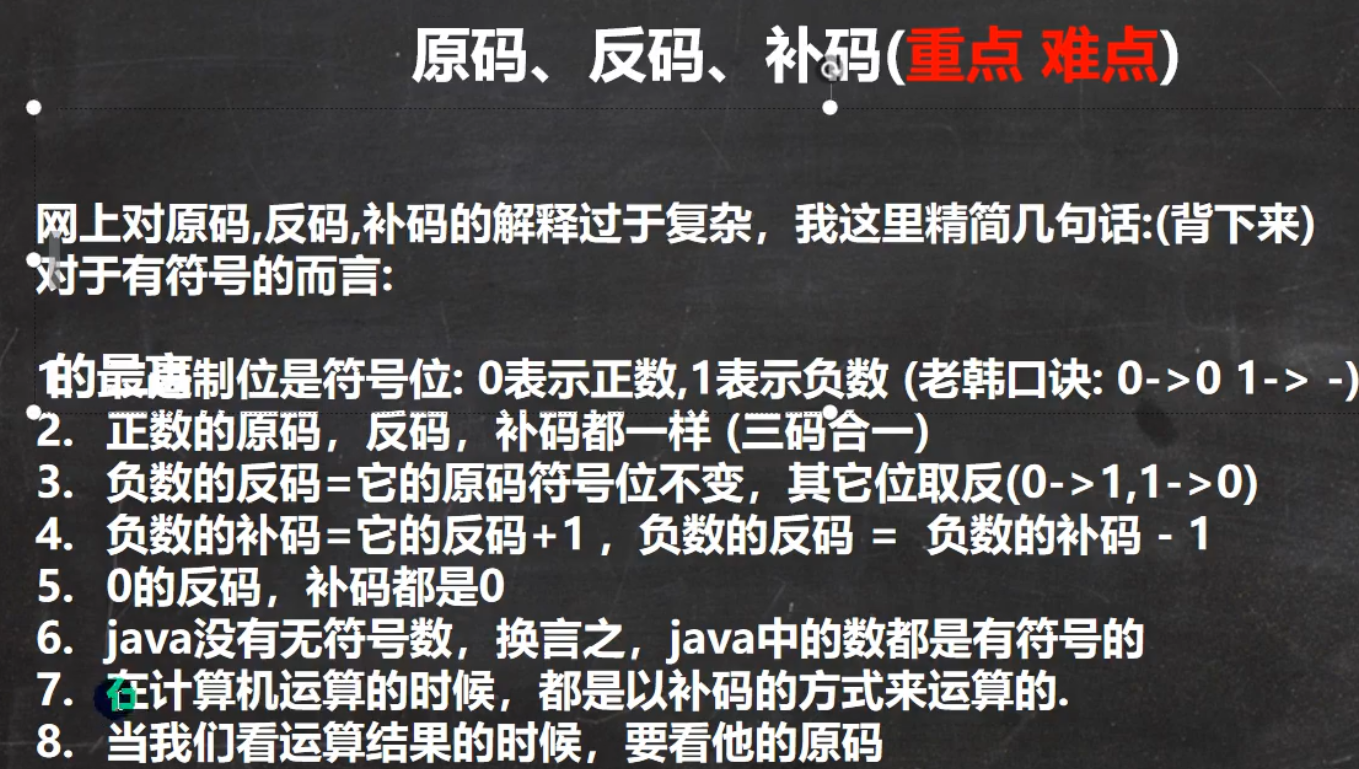 原码、反码、补码(重点 难点)
网上对原码,反码,补码的解释过于复杂，我这里精简几句话:(背下来)
对于有符号的而言:
的最高
1. 制位是符号位: 0表示正数,1表示负数 (老韩口诀: 0->0 1-> -)
2. 正数的原码，反码，补码都一样 (三码合一)
3. 负数的反码=它的原码符号位不变，其它位取反(0->1,1->0)
4. 负数的补码=它的反码+1 ，负数的反码 = 负数的补码 - 1
5. 0的反码，补码都是0
6. java没有无符号数，换言之，java中的数都是有符号的
7. 在计算机运算的时候，都是以补码的方式来运算的.
8. 当我们看运算结果的时候，要看他的原码